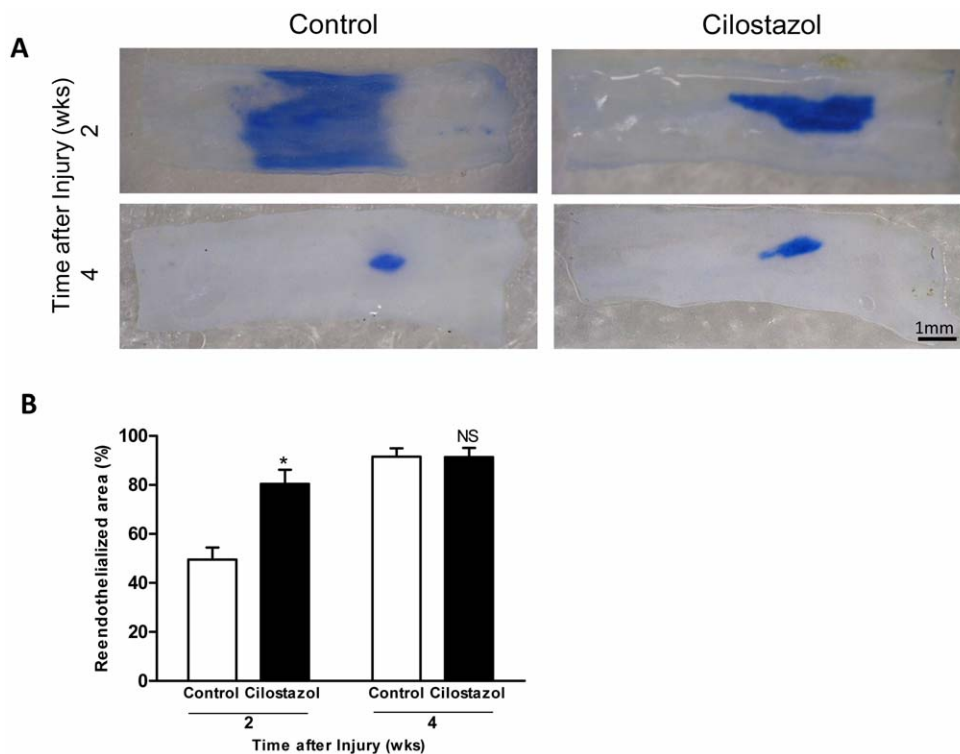 A
Control
Cilostazol
Time after Injury (wks)
2
4
1mm
B
Reendothelialized area (%)
100
80
60
40
20
0
*
NS
Control Cilostazol Control Cilostazol
2 4
Time after Injury (wks)